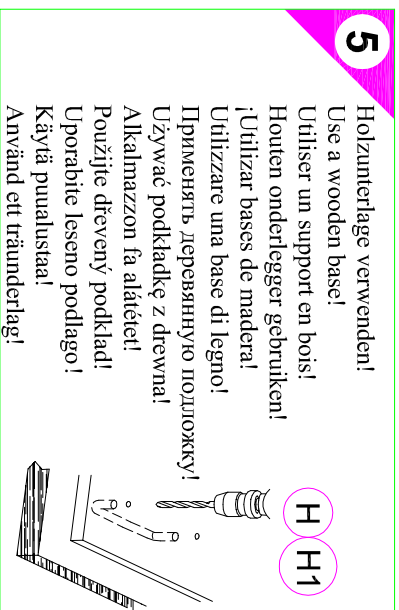 5
Holzunterlage verwenden!
Use a wooden base!
Utiliser un support en bois!
Houten onderlegger gebruiken!
¡Utilizar bases de madera!
Utilizzare una base di legno!
Применять деревянную подложку!
Używać podkładkę z drewna!
Alkalmazzon fa alátétet!
Použijte dřevený podklad!
Uporabite leseno podlago!
Käytä puualustaa!
Använd ett träunderlag!
H H1